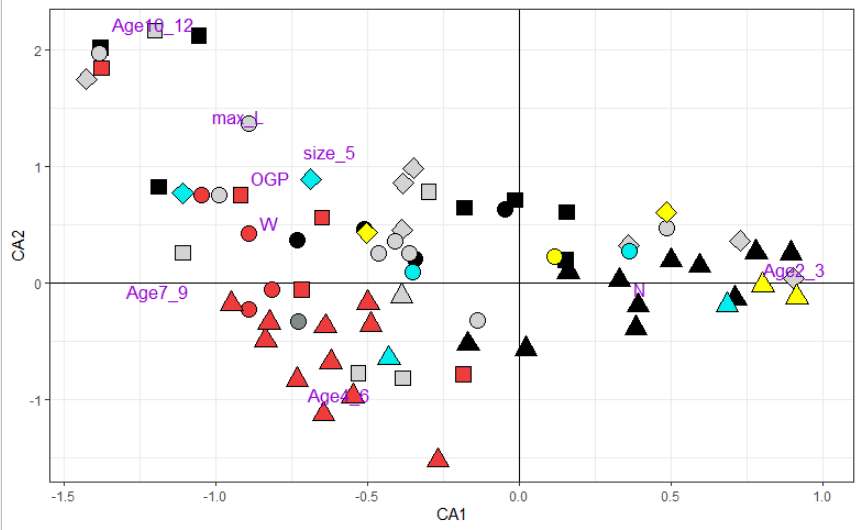 Age10_12
2
max_L
size_5
1
OGP
W
CA2
Age2_3
0
Age7_9
N
-1
Age4_6
-1.5
-1.0
-0.5
0.0
0.5
1.0
CA1